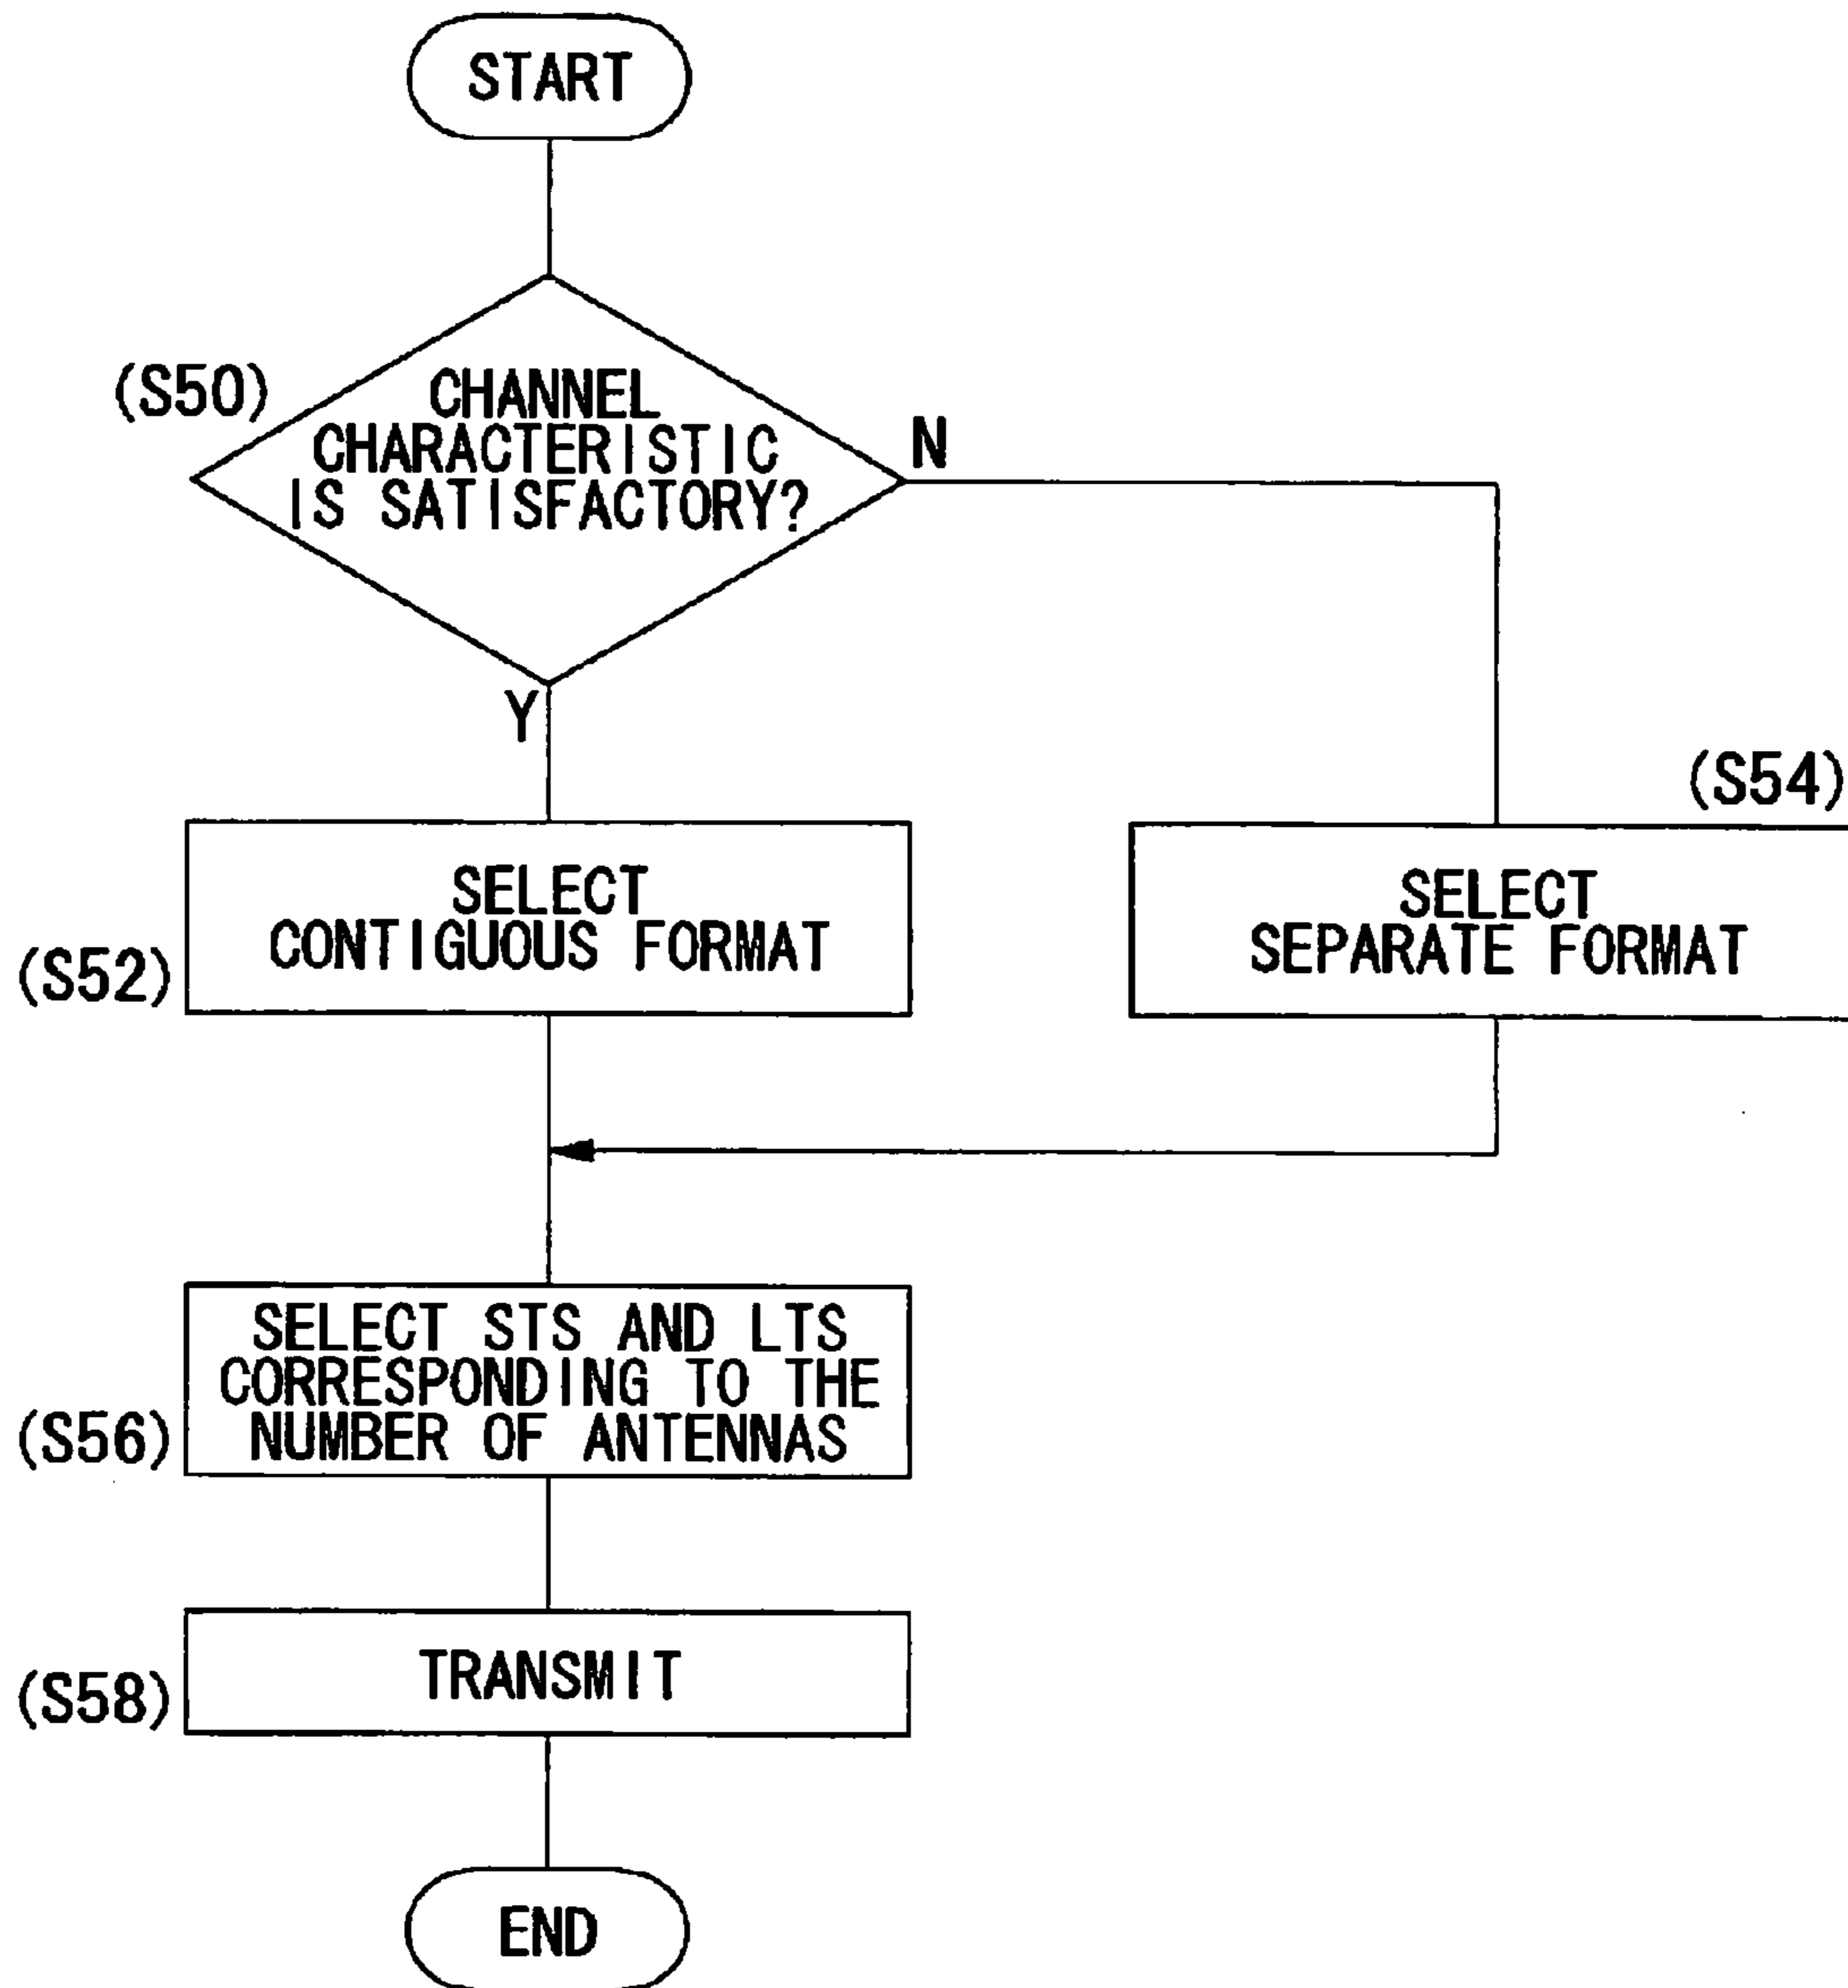 START
(S50)
CHANNEL
CHARACTERISTIC
IS SATISFACTORY?
N
Y
(S54)
SELECT
CONTIGUOUS FORMAT
(S52)
SELECT
SEPARATE FORMAT
SELECT STS AND LTS
CORRESPONDING TO THE
NUMBER OF ANTENNAS
(S56)
TRANSMIT
(S58)
END